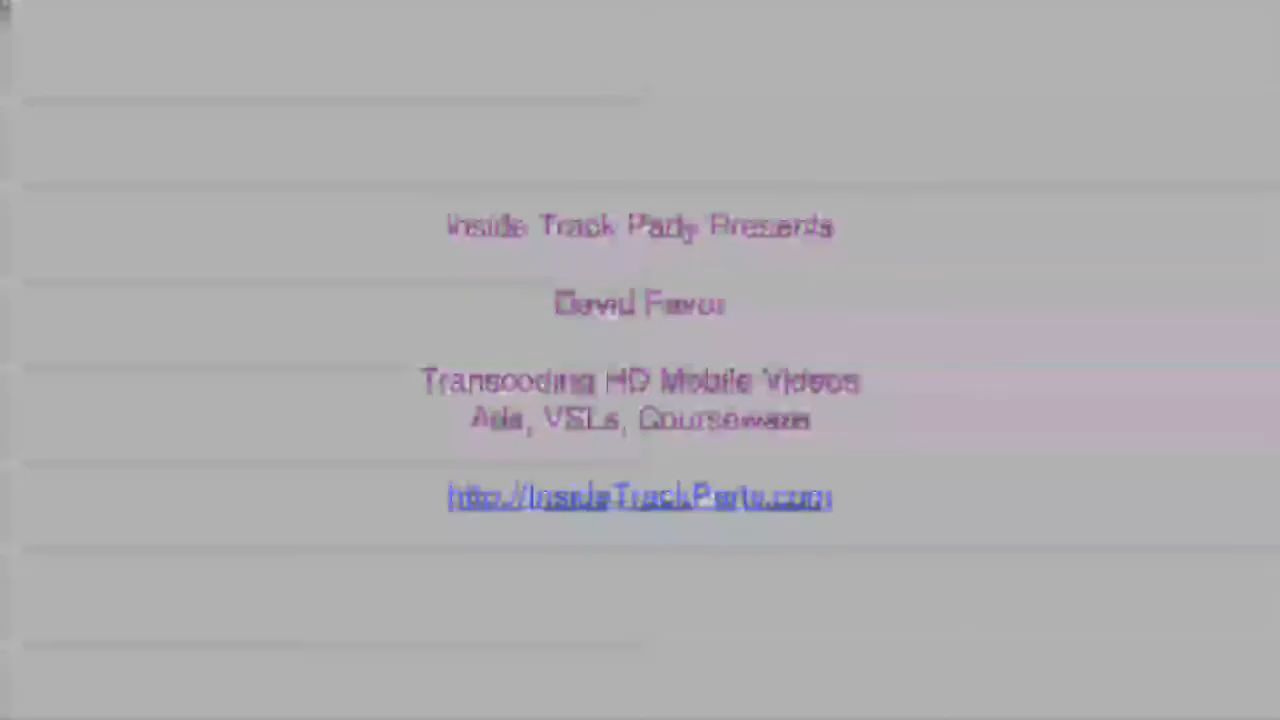 Inside Track Party Presents
David Favor
Transcoding HD Mobile Videos
Ads, VSLs, Courseware
http://InsideTrackParty.com